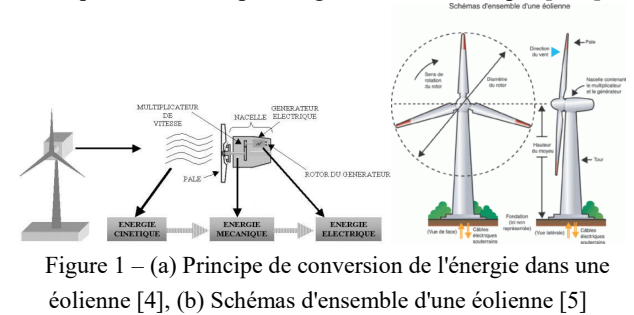 Schémas d'ensemble d'une éolienne
MULTIPLICATEUR
DE
VITESSE
NACELLE
GENERATEUR
ELECTRIQUE
PALE
ROTOR DU GENERATEUR
ENERGIE
CINETIQUE
ENERGIE
MECANIQUE
ENERGIE
ELECTRIQUE
Sens de
rotation
du rotor
Diamètre
du rotor
Direction
du vent
Pale
Nacelle contenant
le multiplicateur
et le générateur
Hauteur
du moyeu
Tour
Fondation
(ici non
représentée)
(Vue de face)
Câbles
électriques
souterrains
(Vue latérale)
Câbles
électriques
souterrains
Figure 1 – (a) Principe de conversion de l'énergie dans une
éolienne [4], (b) Schémas d'ensemble d'une éolienne [5]